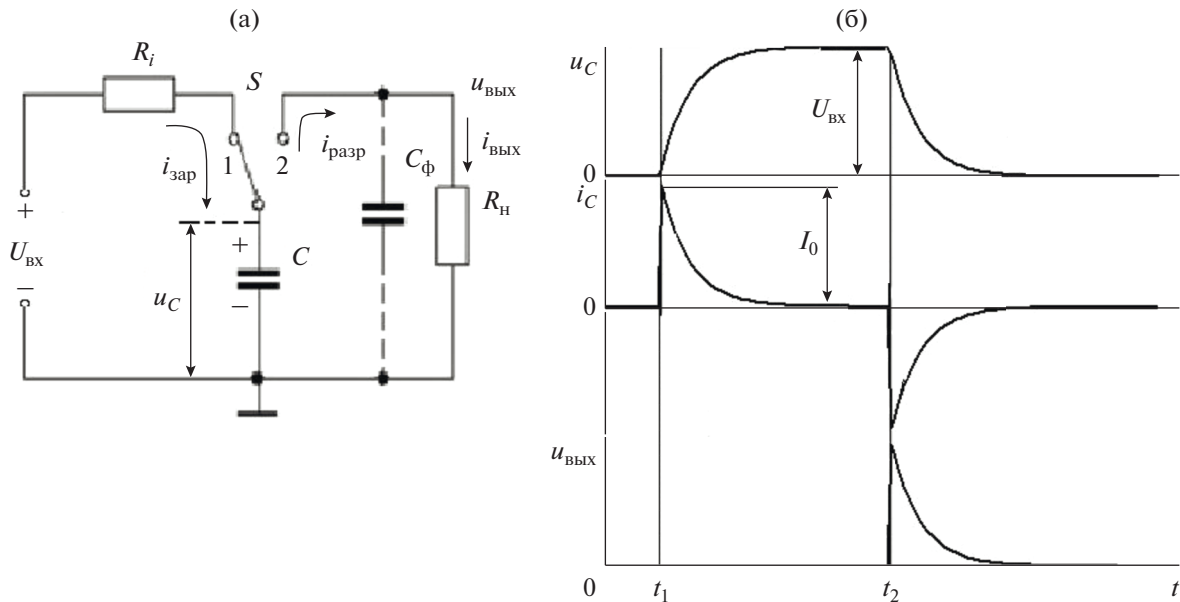 (а)
R_i
S
1
2
i_зар
i_разр
C_ф
u_вых
i_вых
R_н
+
U_вх
–
u_C
+
C
–
(б)
u_C
U_вх
0
i_C
I_0
0
u_вых
0
t_1
t_2
t